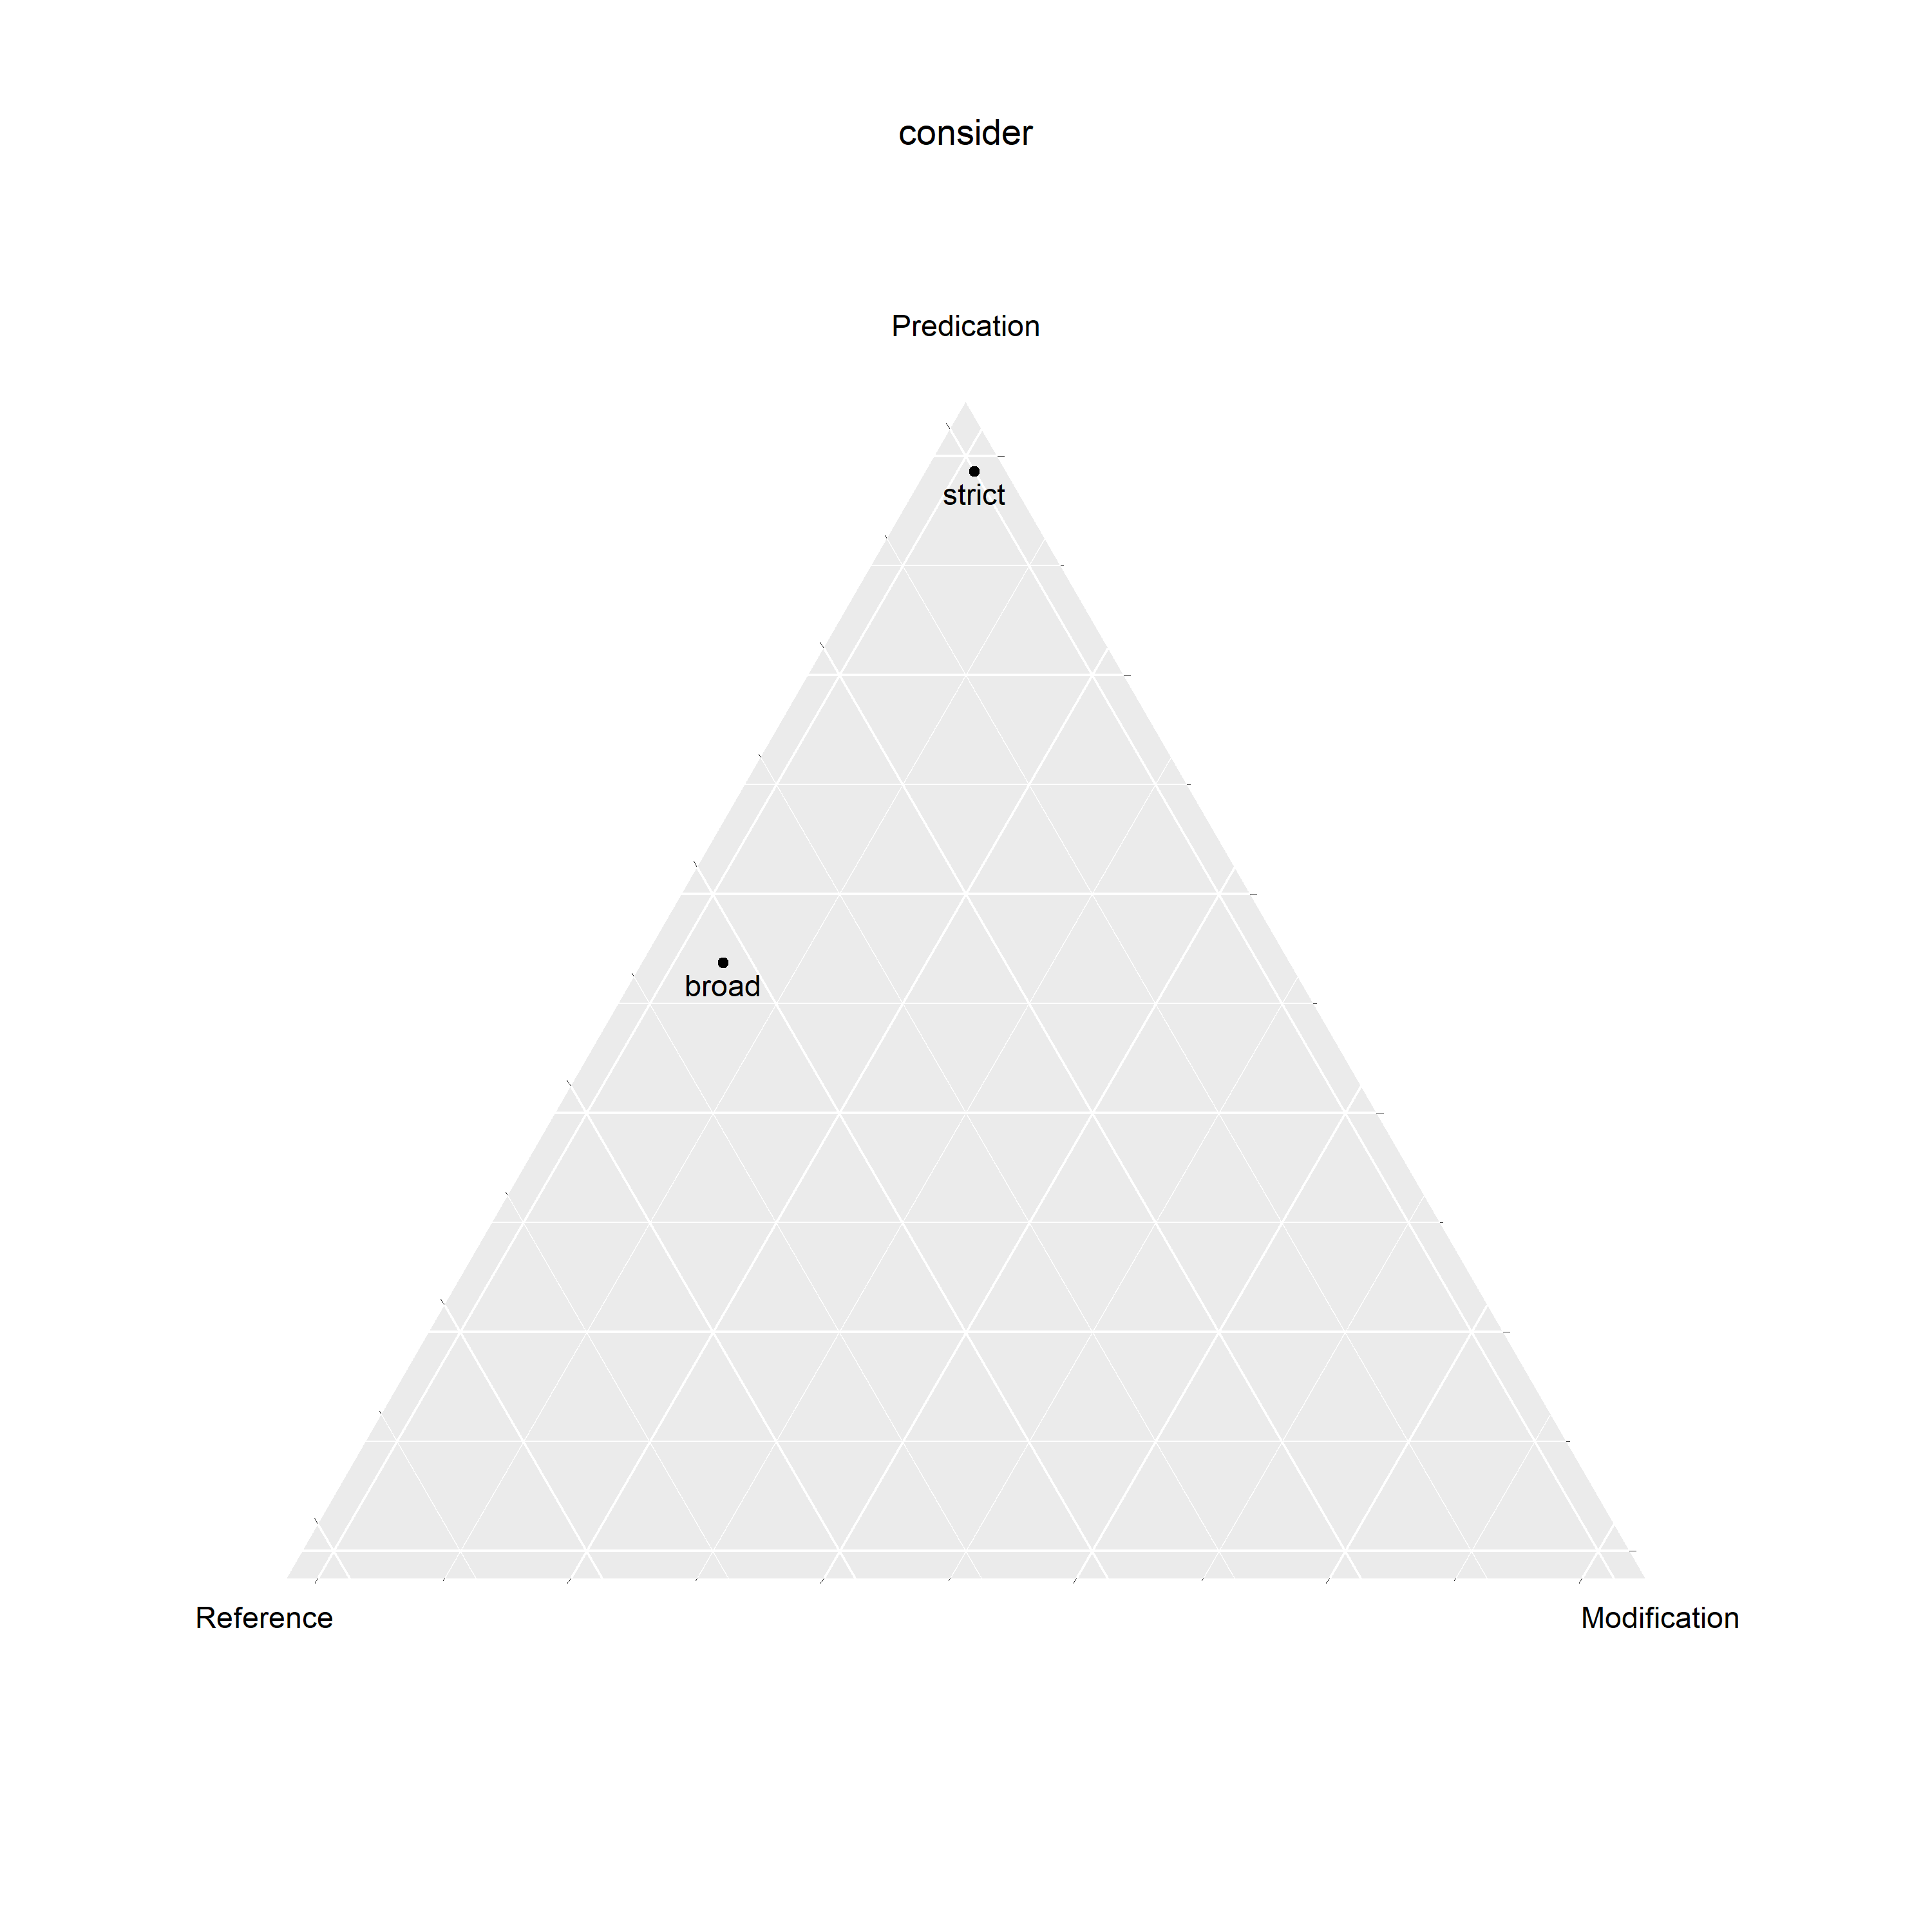 consider
Predication
strict
broad
Reference
Modification